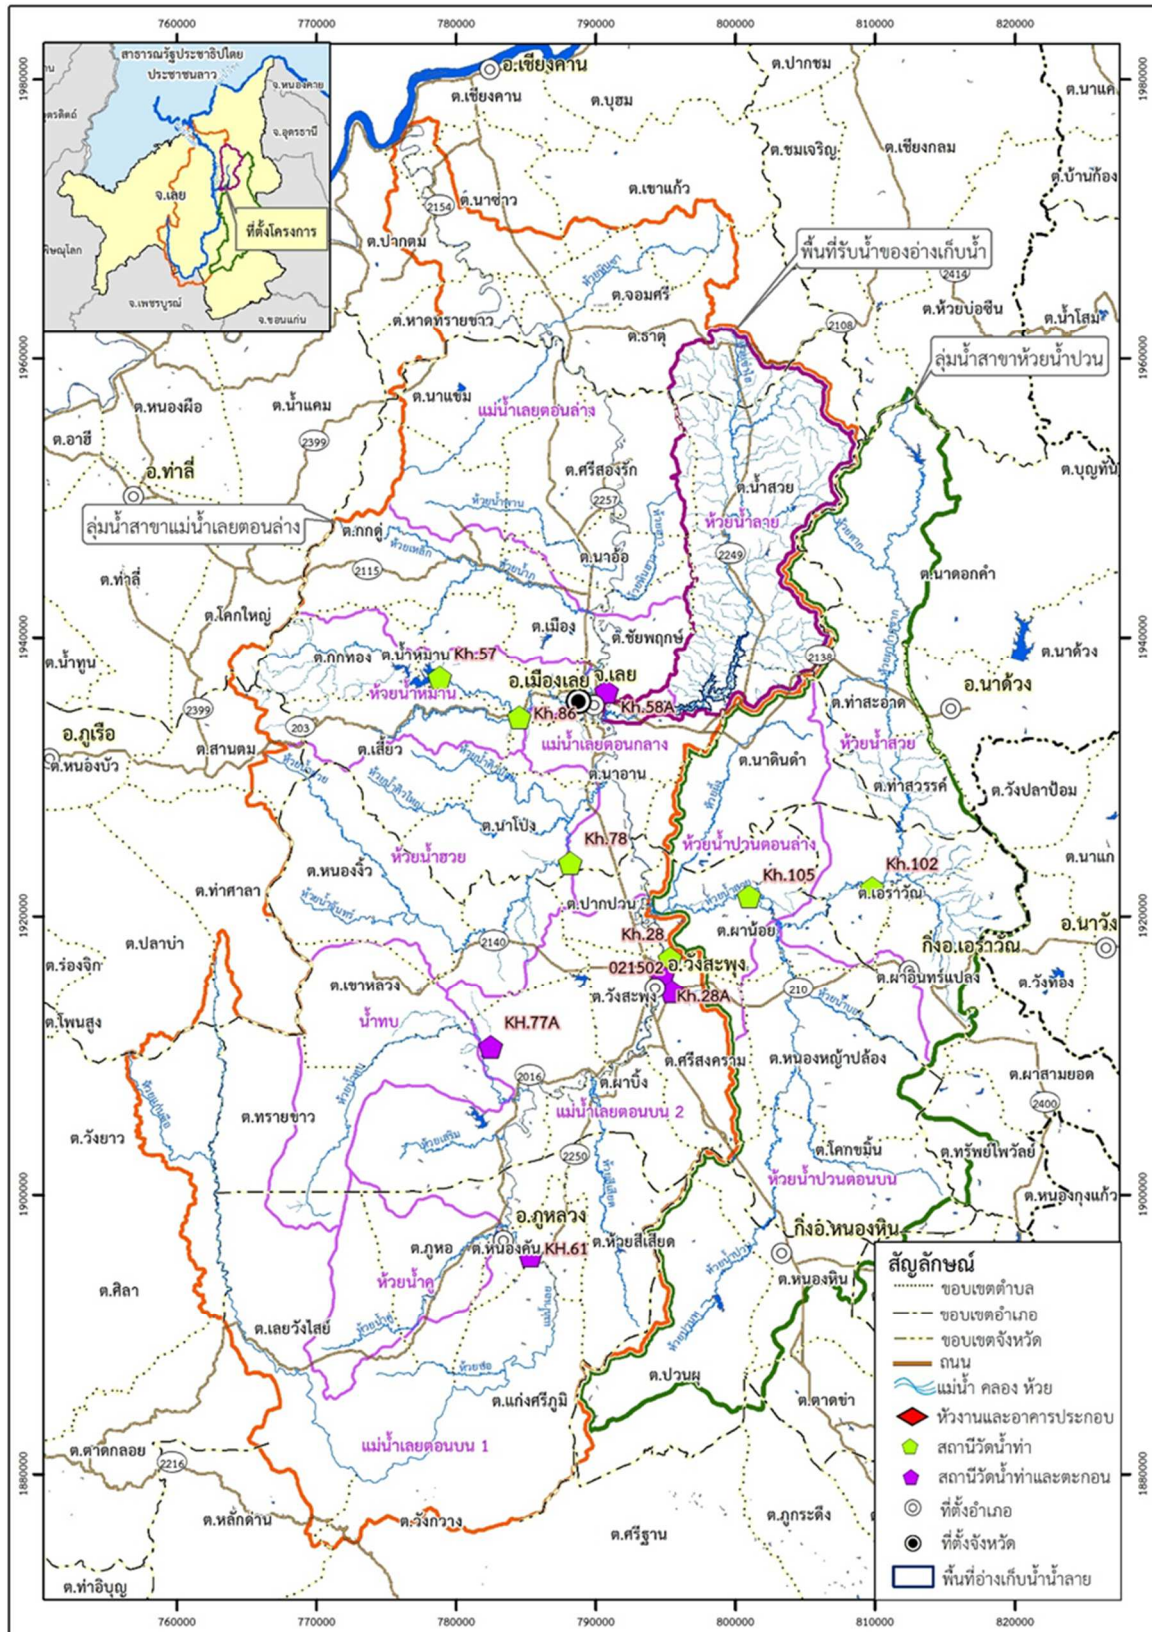 760000
770000
780000
790000
800000
810000
820000
1980000
1960000
1940000
1920000
1900000
1880000
1980000
1960000
1940000
1920000
1900000
1880000
สาธารณรัฐประชาธิปไตย
ประชาชนลาว
จ.หนองคาย
จ.อุดรธานี
จ.เลย
ที่ตั้งโครงการ
พิษณุโลก
จ.เพชรบูรณ์
จ.ขอนแก่น
อ.เชียงคาน
ต.เชียงคาน
ต.บุฮม
ต.ปากชม
ต.ชมเจริญ
ต.เชียงกลม
ต.บ้านก้อง
ต.เขาแก้ว
ต.นาซ่าว
2154
ต.ปากตม
พื้นที่รับน้ำของอ่างเก็บน้ำ
2414
ต.จอมศรี
ต.ห้วยบ่อซืน
ต.น้ำโสม
ต.หาดทรายขาว
ต.ธาตุ
2108
ลุ่มน้ำสาขาห้วยน้ำปวน
ต.หนองผือ
ต.น้ำแคม
ต.นาแขม
แม่น้ำเลยตอนล่าง
ต.อาฮี
2399
อ.ท่าลี่
ต.ศรีสองรัก
ต.น้ำสวย
ต.บุญทัน
2257
ลุ่มน้ำสาขาแม่น้ำเลยตอนล่าง
ต.กกดู่
ห้วยน้ำลาย
ห้วยเหล็ก
2115
ต.นาอ้อ
2249
ต.ท่าลี่
ต.นาดอกคำ
ต.โคกใหญ่
ต.เมือง
ต.ชัยพฤกษ์
ต.น้ำทูน
ต.กกทอง
ต.น้ำหมาน
Kh.57
2138
ต.นาด้วง
ห้วยน้ำหมาน
อ.เมืองเลย
จ.เลย
อ.นาด้วง
2399
Kh.86
Kh.58A
ต.ท่าสะอาด
203
อ.ภูเรือ
ต.สานตม
ต.เสี้ยว
แม่น้ำเลยตอนกลาง
ห้วยน้ำสวย
ต.หนองบัว
ต.นาอาน
ต.นาดินดำ
ต.ท่าสวรรค์
ต.วังปลาป้อม
ต.นาโป่ง
Kh.78
ห้วยน้ำปวนตอนล่าง
ห้วยน้ำฮวย
ต.หนองงิ้ว
Kh.105
Kh.102
ต.นาแก
ต.ท่าศาลา
ต.ปากปวน
ต.เอราวัณ
Kh.28
ต.ผาน้อย
อ.นาวัง
ต.ปลาบ่า
2140
กิ่งอ.เอราวัณ
ต.ร่องจิก
021502
อ.วังสะพุง
ต.เขาหลวง
ต.วังสะพุง
Kh.28A
210
ต.ผาอินทร์แปลง
ต.วังทอง
ต.โพนสูง
น้ำทบ
KH.77A
ต.ศรีสงคราม
ต.หนองหญ้าปล้อง
2016
ต.ผาบิ้ง
ต.ผาสามยอด
ต.ทรายขาว
แม่น้ำเลยตอนบน 2
2400
ต.วังยาว
2250
ต.โคกขมิ้น
ต.ทรัพย์ไพวัลย์
ห้วยน้ำปวนตอนบน
ต.หนองกุงแก้ว
อ.ภูหลวง
กิ่งอ.หนองหิน
ต.ภูหอ
ต.หนองคัน
KH.61
ต.ห้วยสีเสียด
ห้วยน้ำคู
ต.หนองหิน
ต.ศิลา
ต.เลยวังไสย์
ต.ปวนพุ
ต.แก่งศรีภูมิ
ต.ตาดข่า
แม่น้ำเลยตอนบน 1
ต.ตาดกลอย
2216
ต.หลักด่าน
ต.วังกวาง
ต.ศรีฐาน
ต.ภูกระดึง
ต.ท่าอิบุญ
สัญลักษณ์
ขอบเขตตำบล
ขอบเขตอำเภอ
ขอบเขตจังหวัด
ถนน
แม่น้ำ คลอง ห้วย
หัวงานและอาคารประกอบ
สถานีวัดน้ำท่า
สถานีวัดน้ำท่าและตะกอน
ที่ตั้งอำเภอ
ที่ตั้งจังหวัด
พื้นที่อ่างเก็บน้ำน้ำลาย
760000
770000
780000
790000
800000
810000
820000